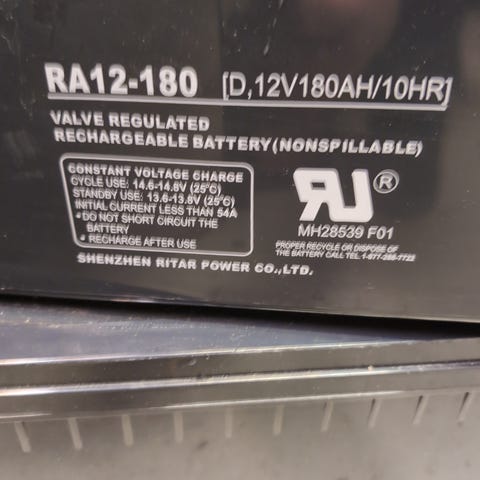 RA12-180 [D,12V180AH/10HR]
VALVE REGULATED
RECHARGEABLE BATTERY(NONSPILLABLE)
CONSTANT VOLTAGE CHARGE
CYCLE USE: 14.6-14.8V (25°C)
STANDBY USE: 13.6-13.8V (25°C)
INITIAL CURRENT LESS THAN 54A
* DO NOT SHORT CIRCUIT THE
BATTERY
* RECHARGE AFTER USE
RU®
MH28539 F01
PROPER RECYCLE OR DISPOSE OF
THE BATTERY CALL TEL.1-877-288-7722
SHENZHEN RITAR POWER CO.,LTD.